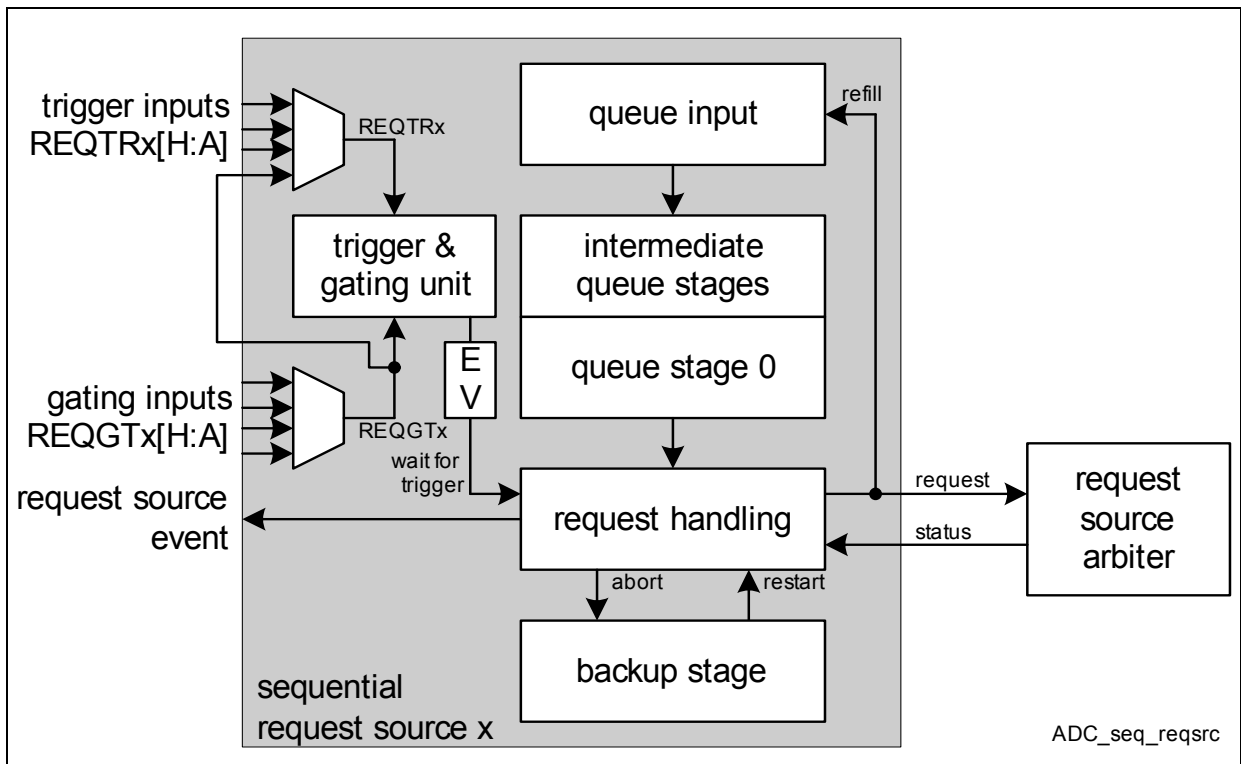 trigger inputs
REQTRx[H:A]
REQTRx
queue input
refill
trigger &
gating unit
intermediate
queue stages
E
V
queue stage 0
gating inputs
REQGTx[H:A]
REQGTx
wait for
trigger
request source
event
request handling
request
status
request
source
arbiter
abort
restart
backup stage
sequential
request source x
ADC_seq_reqsrc